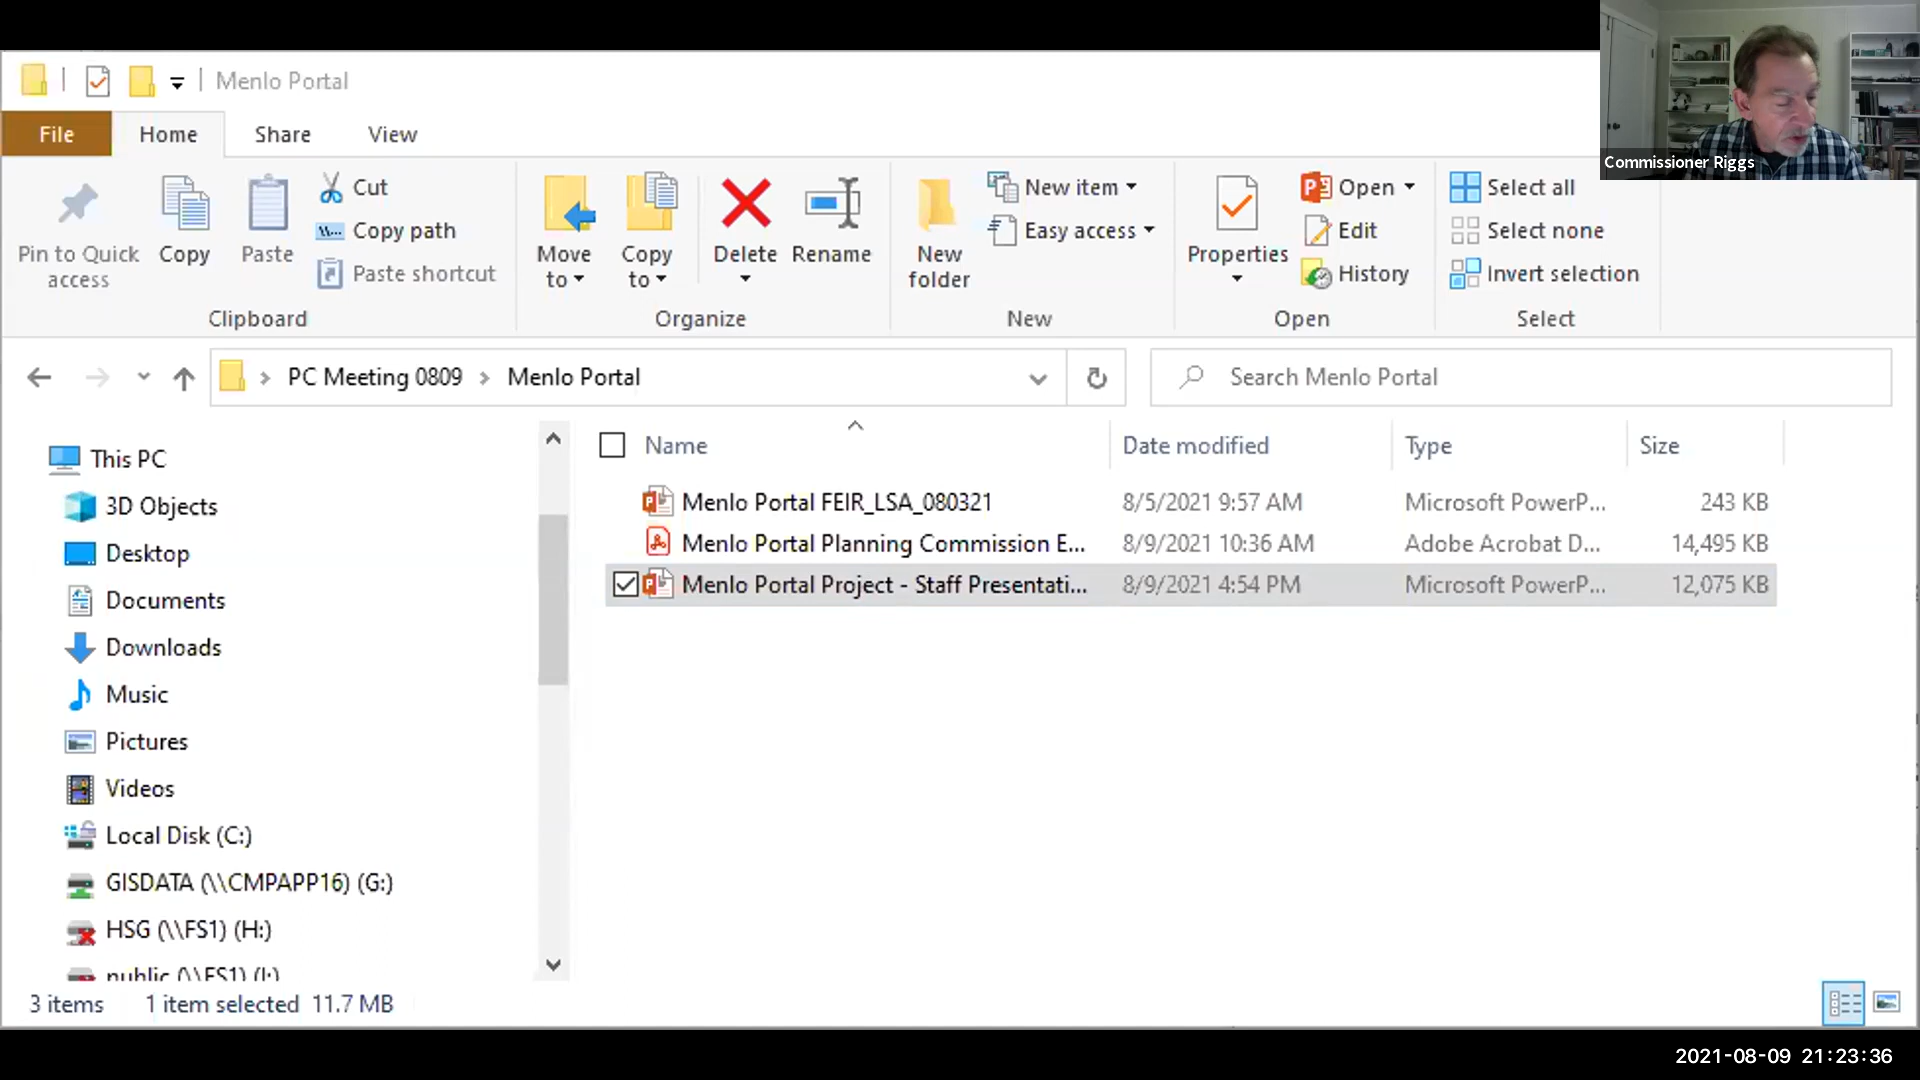 Menlo Portal
File Home Share View
Pin to Quick access
Copy
Paste
Cut
Copy path
Paste shortcut
Clipboard
Move to
Copy to
Delete
Rename
Organize
New folder
New item
Easy access
New
Properties
Open
Edit
History
Open
Select all
Select none
Invert selection
Select
Commissioner Riggs
PC Meeting 0809 Menlo Portal
Search Menlo Portal
This PC
3D Objects
Desktop
Documents
Downloads
Music
Pictures
Videos
Local Disk (C:)
GISDATA (\\CMPAPP16) (G:)
HSG (\\FS1) (H:)
public (\\FS1) (I:)
Name Date modified Type Size
Menlo Portal FEIR_LSA_080321 8/5/2021 9:57 AM Microsoft PowerP... 243 KB
Menlo Portal Planning Commission E... 8/9/2021 10:36 AM Adobe Acrobat D... 14,495 KB
Menlo Portal Project - Staff Presentati... 8/9/2021 4:54 PM Microsoft PowerP... 12,075 KB
3 items 1 item selected 11.7 MB
2021-08-09 21:23:36